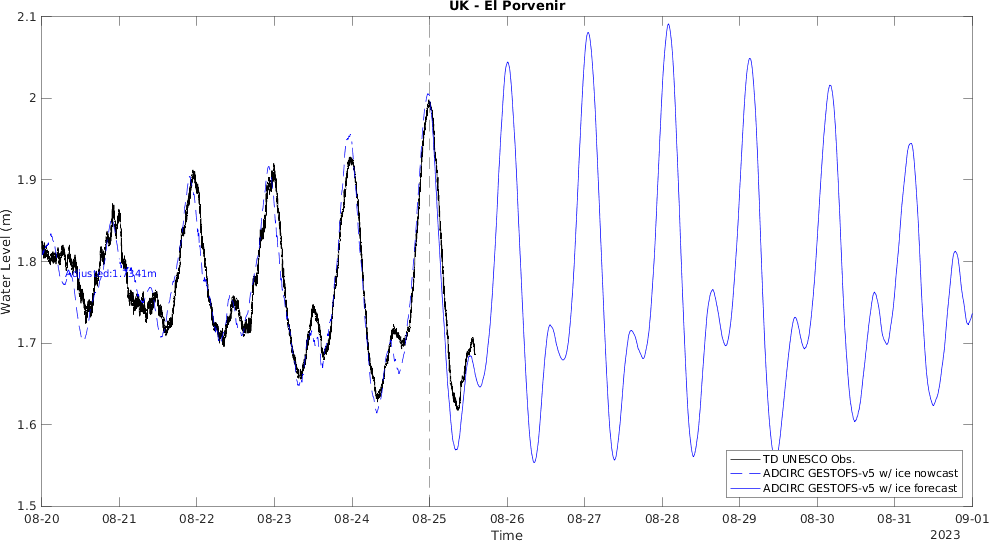 UK - El Porvenir
2.1
2
1.9
1.8
1.7
1.6
1.5
Water Level (m)
Adjusted:1.7341m
TD UNESCO Obs.
ADCIRC GESTOFS-v5 w/ ice nowcast
ADCIRC GESTOFS-v5 w/ ice forecast
08-20 08-21 08-22 08-23 08-24 08-25 08-26 08-27 08-28 08-29 08-30 08-31 09-01
Time
2023